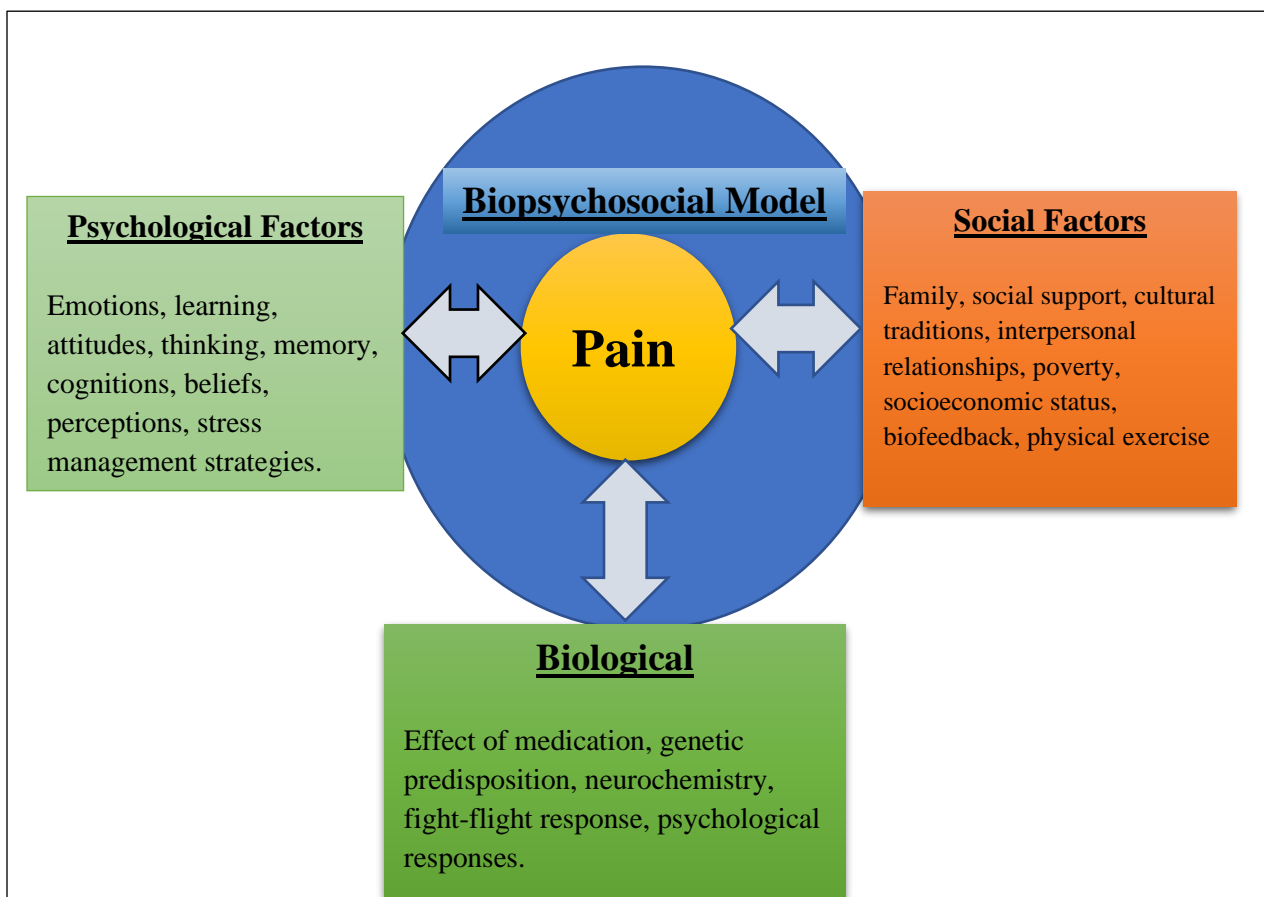 Biopsychosocial Model
Pain
Psychological Factors
Emotions, learning,
attitudes, thinking, memory,
cognitions, beliefs,
perceptions, stress
management strategies.
Social Factors
Family, social support, cultural
traditions, interpersonal
relationships, poverty,
socioeconomic status,
biofeedback, physical exercise
Biological
Effect of medication, genetic
predisposition, neurochemistry,
fight-flight response, psychological
responses.